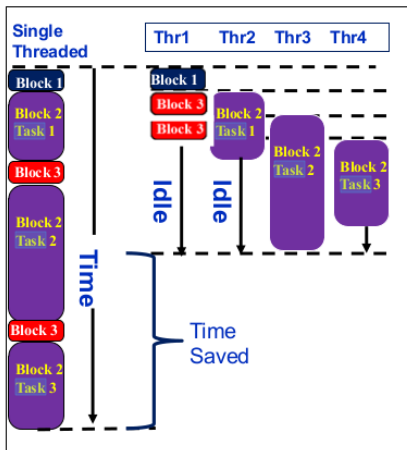 Single
Threaded
Thr1 Thr2 Thr3 Thr4
Block 1
Block 2
Task 1
Block 3
Block 2
Task 2
Block 3
Block 2
Task 3
Time
Block 1
Block 3
Block 3
Idle
Block 2
Task 1
Idle
Block 2
Task 2
Block 2
Task 3
Time
Saved